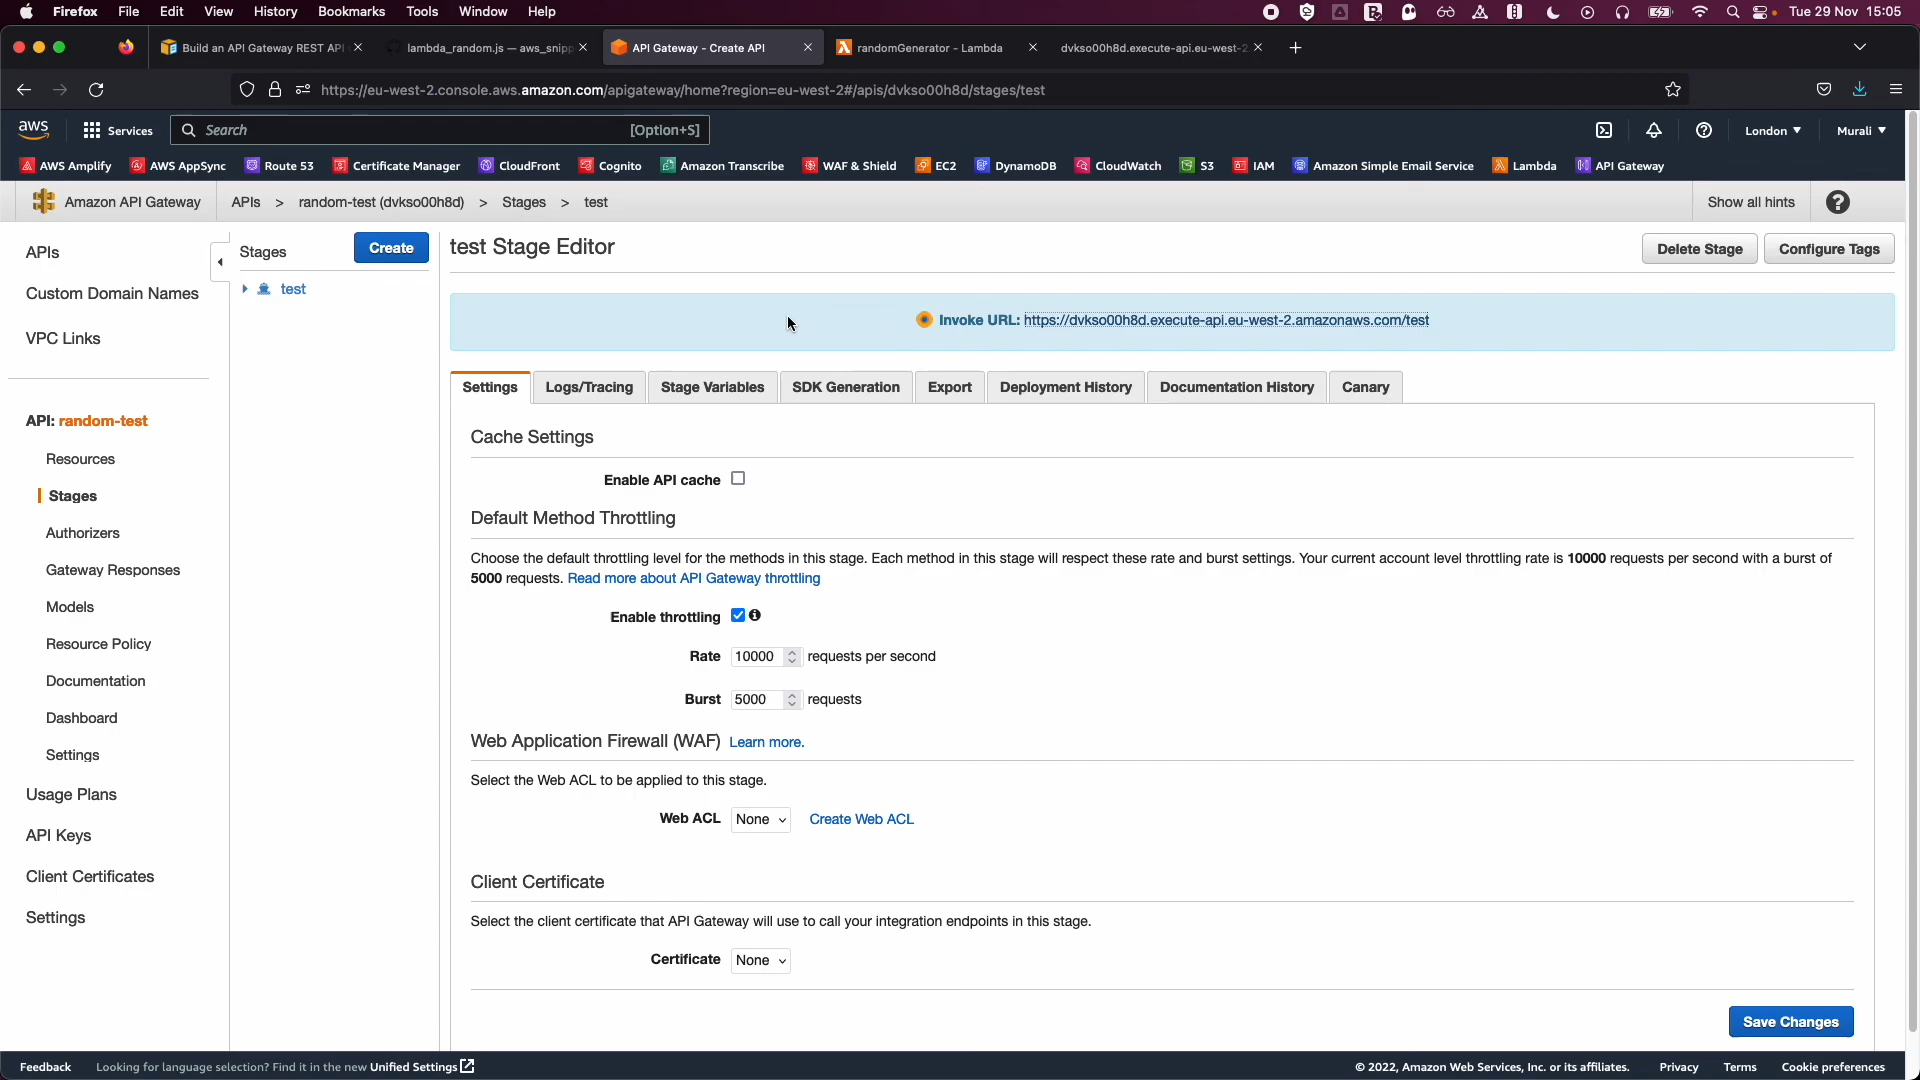 Firefox File Edit View History Bookmarks Tools Window Help Tue 29 Nov 15:05
Build an API Gateway REST API lambda_random.js — aws_snipp API Gateway - Create API randomGenerator - Lambda dvkso00h8d.execute-api.eu-west-2
https://eu-west-2.console.aws.amazon.com/apigateway/home?region=eu-west-2#/apis/dvkso00h8d/stages/test
aws Services Search [Option+S] London Murali
AWS Amplify AWS AppSync Route 53 Certificate Manager CloudFront Cognito Amazon Transcribe WAF & Shield EC2 DynamoDB CloudWatch S3 IAM Amazon Simple Email Service Lambda API Gateway
Amazon API Gateway APIs > random-test (dvkso00h8d) > Stages > test Show all hints
APIs
Custom Domain Names
VPC Links
API: random-test
Resources
Stages
Authorizers
Gateway Responses
Models
Resource Policy
Documentation
Dashboard
Settings
Usage Plans
API Keys
Client Certificates
Settings
Stages Create
test
test Stage Editor Delete Stage Configure Tags
Invoke URL: https://dvkso00h8d.execute-api.eu-west-2.amazonaws.com/test
Settings Logs/Tracing Stage Variables SDK Generation Export Deployment History Documentation History Canary
Cache Settings
Enable API cache
Default Method Throttling
Choose the default throttling level for the methods in this stage. Each method in this stage will respect these rate and burst settings. Your current account level throttling rate is 10000 requests per second with a burst of
5000 requests. Read more about API Gateway throttling
Enable throttling
Rate 10000 requests per second
Burst 5000 requests
Web Application Firewall (WAF) Learn more.
Select the Web ACL to be applied to this stage.
Web ACL None Create Web ACL
Client Certificate
Select the client certificate that API Gateway will use to call your integration endpoints in this stage.
Certificate None
Save Changes
Feedback Looking for language selection? Find it in the new Unified Settings © 2022, Amazon Web Services, Inc. or its affiliates. Privacy Terms Cookie preferences